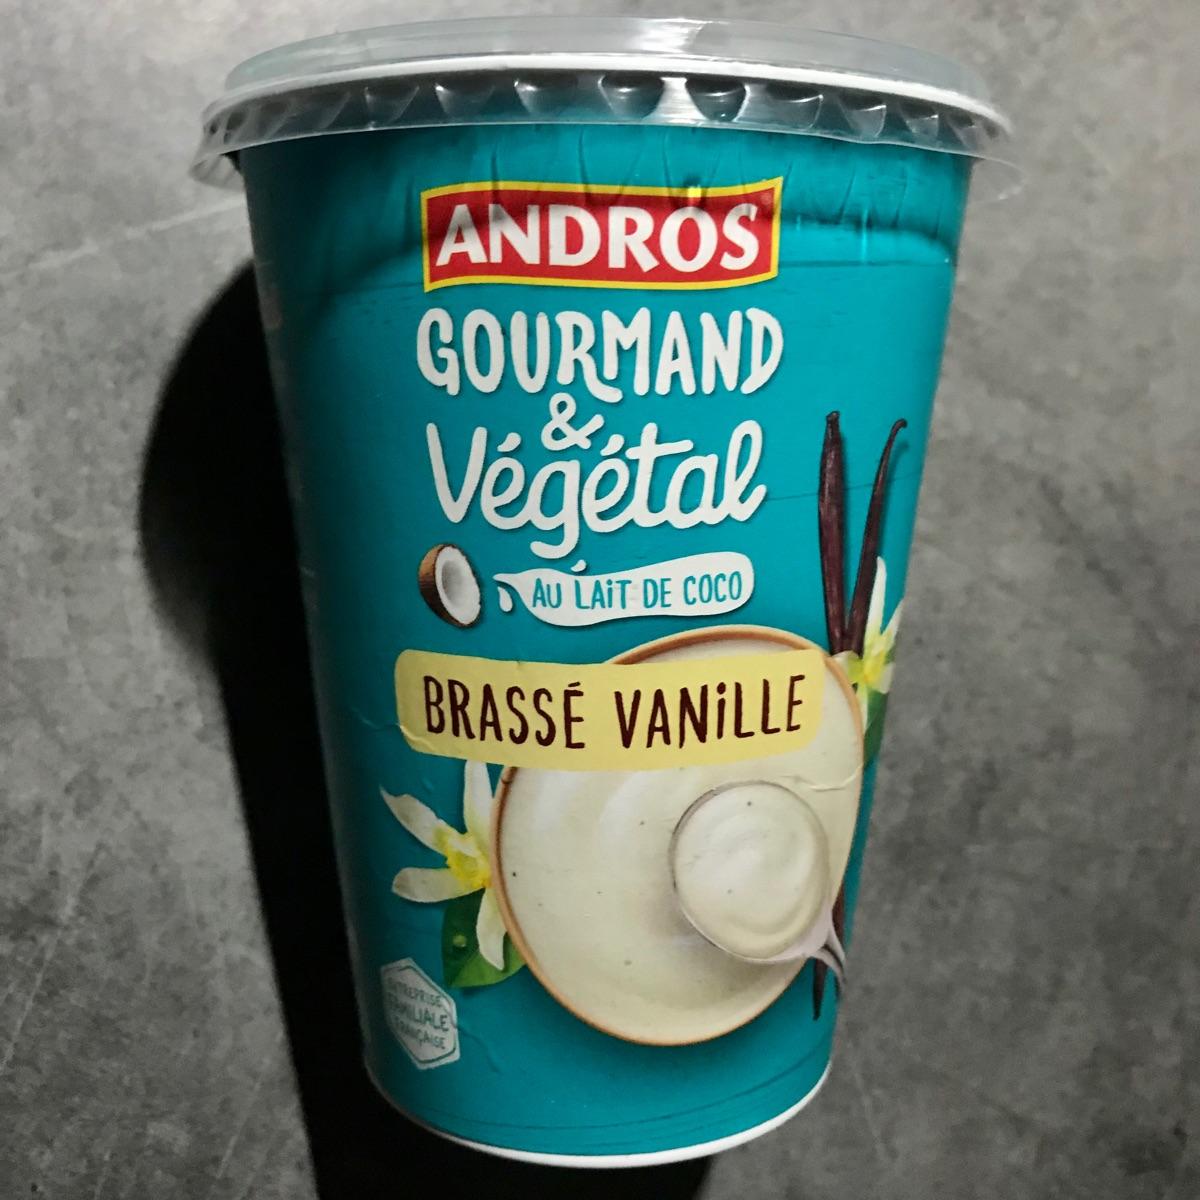 ANDROS
GOURMAND
&
Végétal
AU LAIT DE COCO
BRASSÉ VANILLE
ENTREPRISE
FAMILIALE
FRANÇAISE